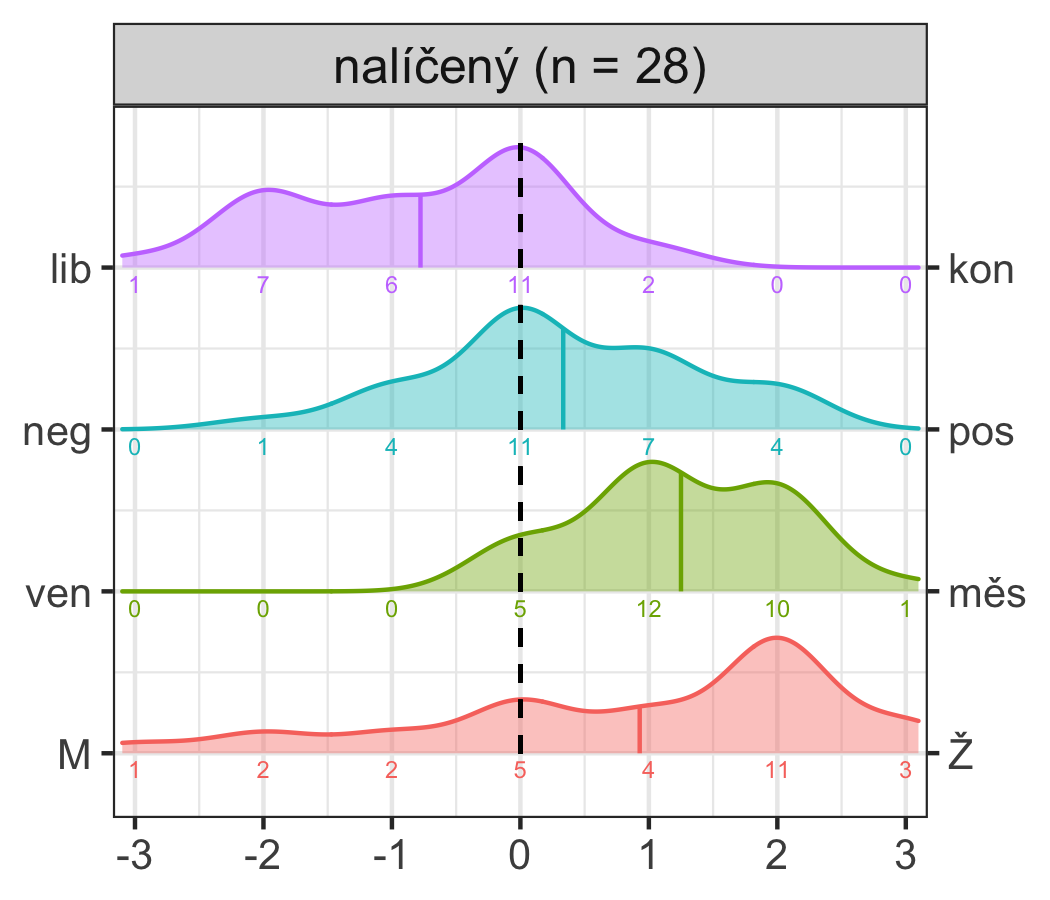 nalíčený (n = 28)
lib kon
1 7 6 11 2 0 0
neg pos
0 1 4 11 7 4 0
ven měs
0 0 0 5 12 10 1
M Ž
1 2 2 5 4 11 3
-3 -2 -1 0 1 2 3